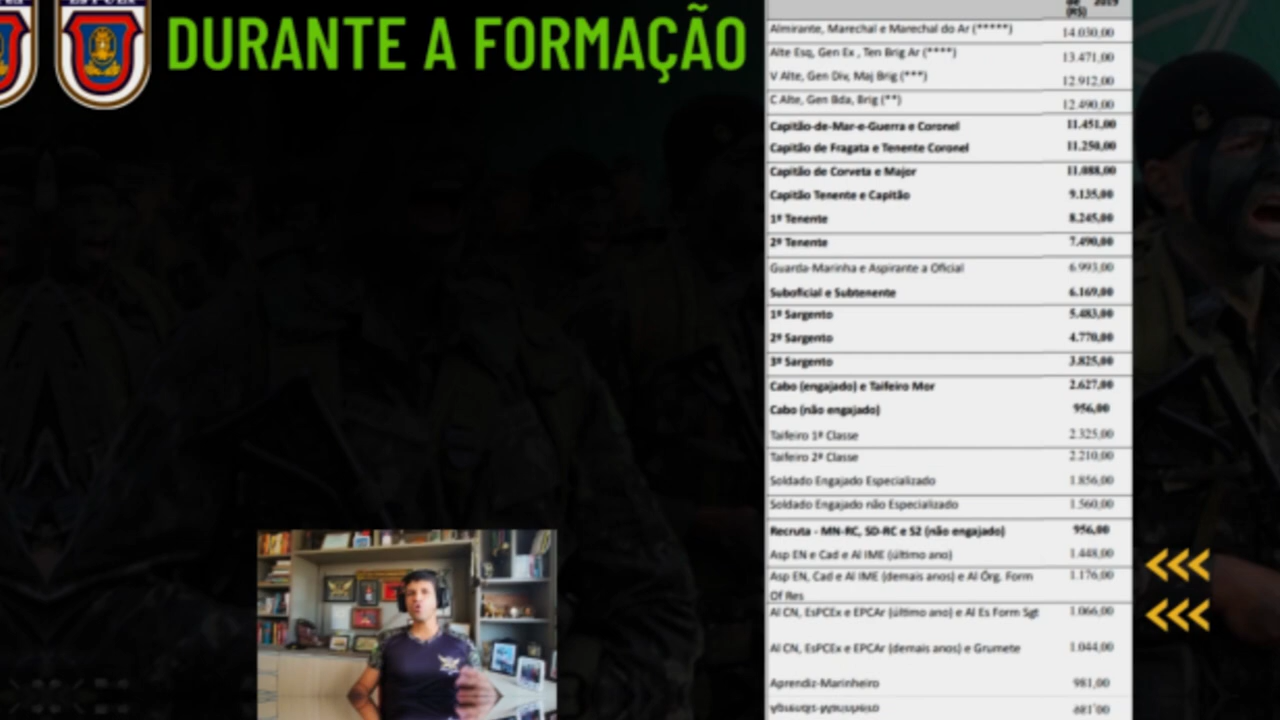 DURANTE A FORMAÇÃO
de 2019
(R$)
Almirante, Marechal e Marechal do Ar (*****) 14.030,00
Alte Esq, Gen Ex , Ten Brig Ar (****) 13.471,00
V Alte, Gen Div, Maj Brig (***) 12.912,00
C Alte, Gen Bda, Brig (**) 12.490,00
Capitão-de-Mar-e-Guerra e Coronel 11.451,00
Capitão de Fragata e Tenente Coronel 11.250,00
Capitão de Corveta e Major 11.088,00
Capitão Tenente e Capitão 9.135,00
1º Tenente 8.245,00
2º Tenente 7.490,00
Guarda-Marinha e Aspirante a Oficial 6.993,00
Suboficial e Subtenente 6.169,00
1º Sargento 5.483,00
2º Sargento 4.770,00
3º Sargento 3.825,00
Cabo (engajado) e Taifeiro Mor 2.627,00
Cabo (não engajado) 956,00
Taifeiro 1ª Classe 2.325,00
Taifeiro 2ª Classe 2.210,00
Soldado Engajado Especializado 1.856,00
Soldado Engajado não Especializado 1.560,00
Recruta - MN-RC, SD-RC e S2 (não engajado) 956,00
Asp EN e Cad e Al IME (último ano) 1.448,00
Asp EN, Cad e Al IME (demais anos) e Al Órg. Form 1.176,00
Of Res
Al CN, EsPCEx e EPCAr (último ano) e Al Es Form Sgt 1.066,00
Al CN, EsPCEx e EPCAr (demais anos) e Grumete 1.044,00
Aprendiz-Marinheiro 981,00